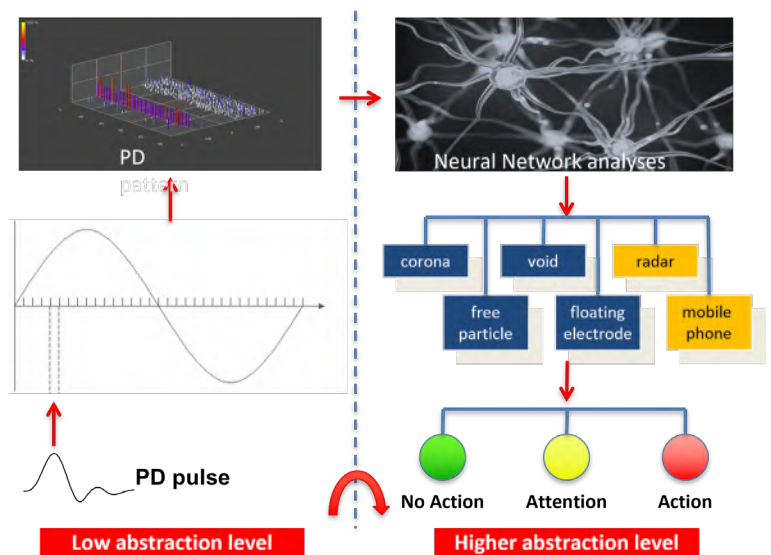 PD
pattern
Neural Network analyses
corona
void
radar
free
particle
floating
electrode
mobile
phone
PD pulse
No Action
Attention
Action
Low abstraction level
Higher abstraction level